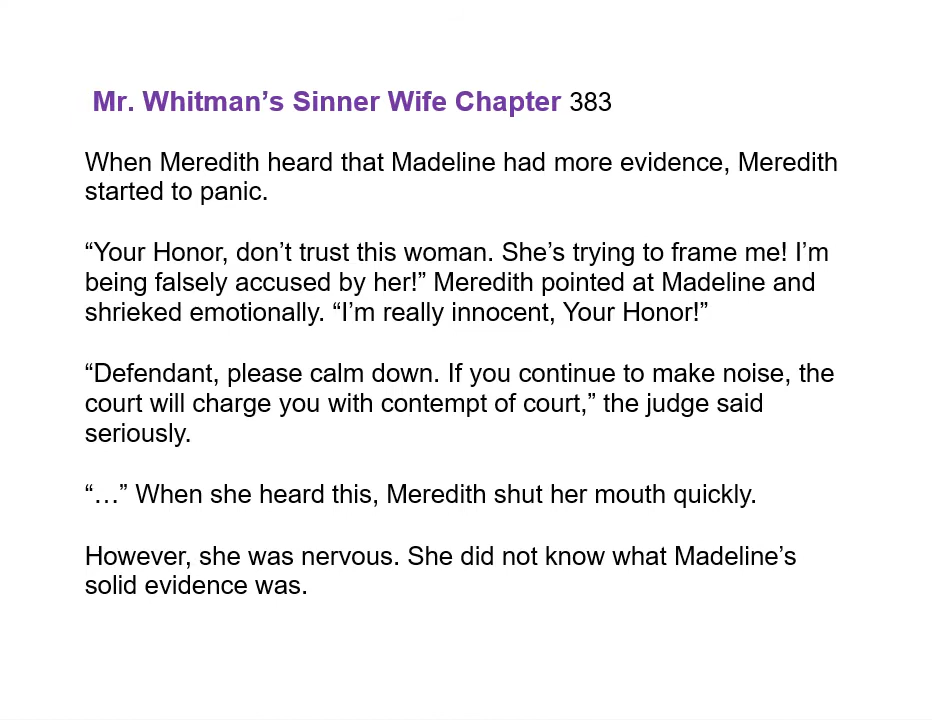 Mr. Whitman’s Sinner Wife Chapter 383
When Meredith heard that Madeline had more evidence, Meredith
started to panic.
“Your Honor, don’t trust this woman. She’s trying to frame me! I’m
being falsely accused by her!” Meredith pointed at Madeline and
shrieked emotionally. “I’m really innocent, Your Honor!”
“Defendant, please calm down. If you continue to make noise, the
court will charge you with contempt of court,” the judge said
seriously.
“…” When she heard this, Meredith shut her mouth quickly.
However, she was nervous. She did not know what Madeline’s
solid evidence was.